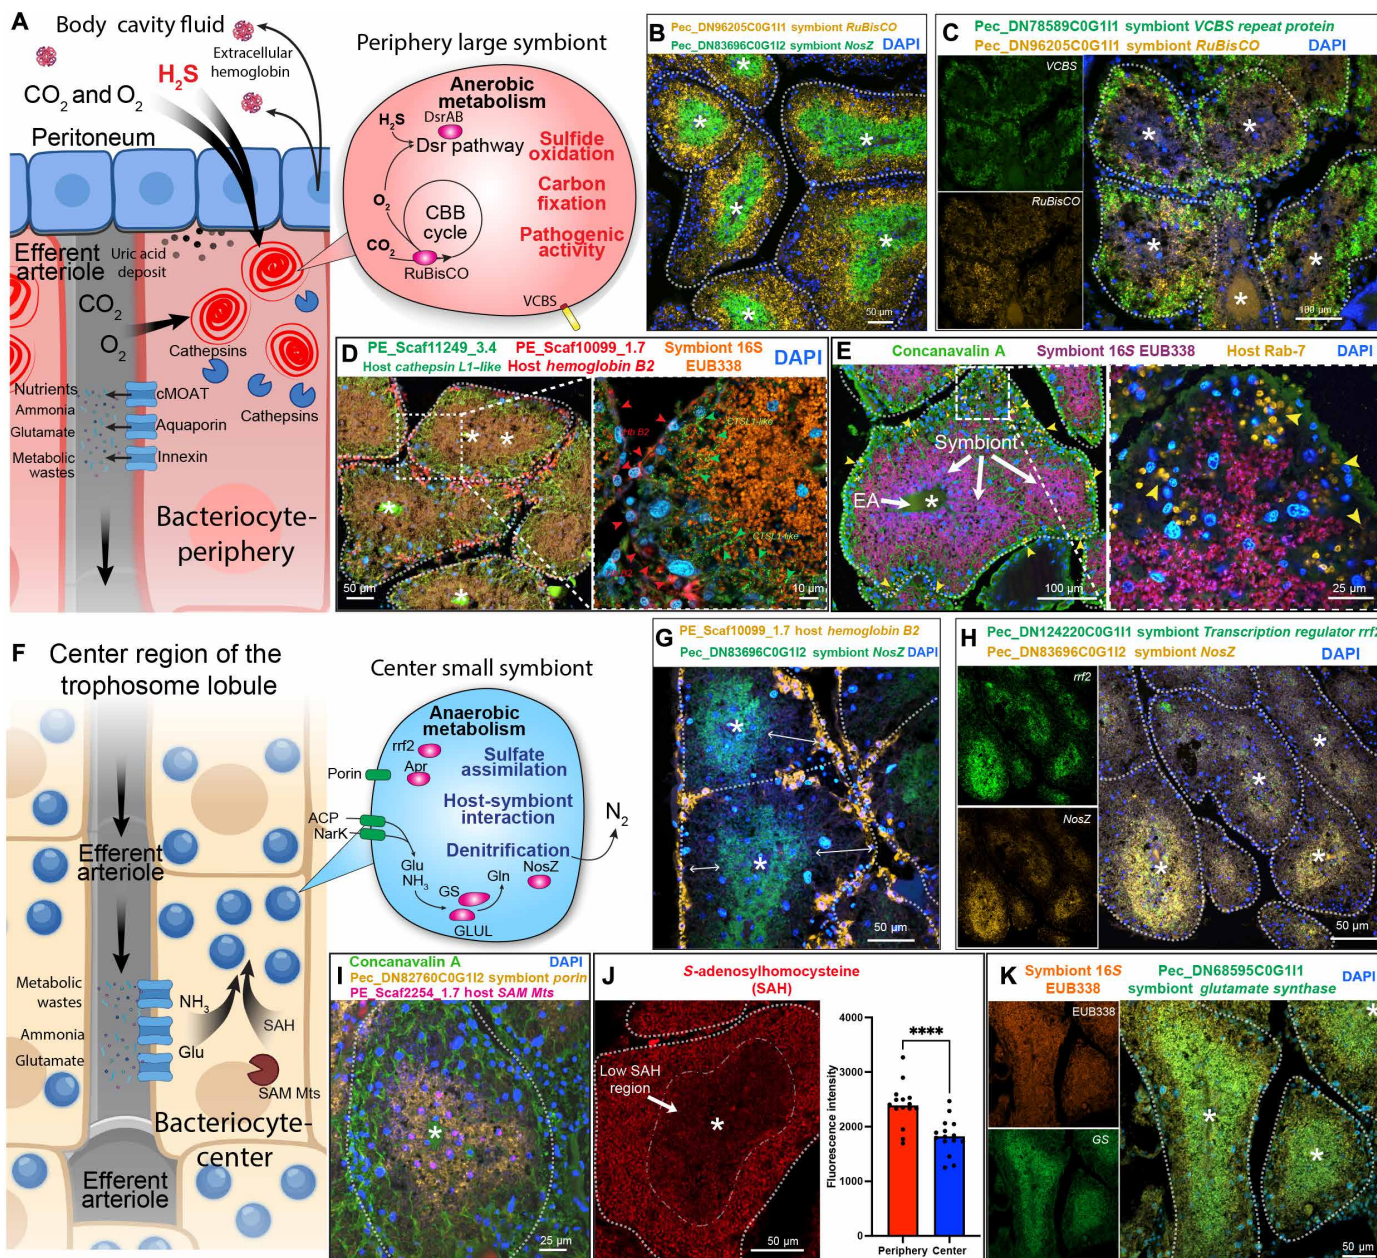 A
Body cavity fluid
Extracellular
hemoglobin
H2S
CO2 and O2
Peritoneum
Efferent
arteriole
Uric acid
deposit
CO2
O2
Cathepsins
Cathepsins
Nutrients
Ammonia
Glutamate
Metabolic
wastes
cMOAT
Aquaporin
Innexin
Bacteriocyte-
periphery
Periphery large symbiont
Anerobic
metabolism
DsrAB
H2S
Dsr pathway
Sulfide
oxidation
O2
CBB
cycle
Carbon
fixation
CO2
RuBisCO
Pathogenic
activity
VCBS
B
Pec_DN96205C0G1I1 symbiont RuBisCO
Pec_DN83696C0G1I2 symbiont NosZ DAPI
* * * * * *
50 µm
C
Pec_DN78589C0G1I1 symbiont VCBS repeat protein
Pec_DN96205C0G1I1 symbiont RuBisCO DAPI
VCBS
RuBisCO
* * * * *
100 µm
D
PE_Scaf11249_3.4 PE_Scaf10099_1.7 Symbiont 16S DAPI
Host cathepsin L1-like Host hemoglobin B2 EUB338
* * * *
50 µm
Hb B2
CTSL1-like
CTSL1-like
B2
10 µm
E
Concanavalin A Symbiont 16S EUB338 Host Rab-7 DAPI
Symbiont
EA
*
100 µm
25 µm
F
Center region of the
trophosome lobule
Efferent
arteriole
Metabolic
wastes
Ammonia
Glutamate
NH3
Glu
SAH
SAM Mts
Bacteriocyte-
center
Efferent
arteriole
Center small symbiont
Anaerobic
metabolism
rrf2
Apr
Sulfate
assimilation
Porin
Host-symbiont
interaction
ACP
NarK
Denitrification
N2
Glu
NH3
GS
Gln
NosZ
GLUL
G
PE_Scaf10099_1.7 host hemoglobin B2
Pec_DN83696C0G1I2 symbiont NosZ DAPI
* *
50 µm
H
Pec_DN124220C0G1I1 symbiont Transcription regulator rrf2
Pec_DN83696C0G1I2 symbiont NosZ
DAPI
rrf2
NosZ
* * * *
50 µm
I
Concanavalin A DAPI
Pec_DN82760C0G1I2 symbiont porin
PE_Scaf2254_1.7 host SAM Mts
*
25 µm
J
S-adenosylhomocysteine
(SAH)
Low SAH
region
*
50 µm
Fluorescence intensity
4000
3000
2000
1000
0
****
Periphery Center
K
Symbiont 16S Pec_DN68595C0G1I1 DAPI
EUB338 symbiont glutamate synthase
EUB338
GS
* * *
50 µm